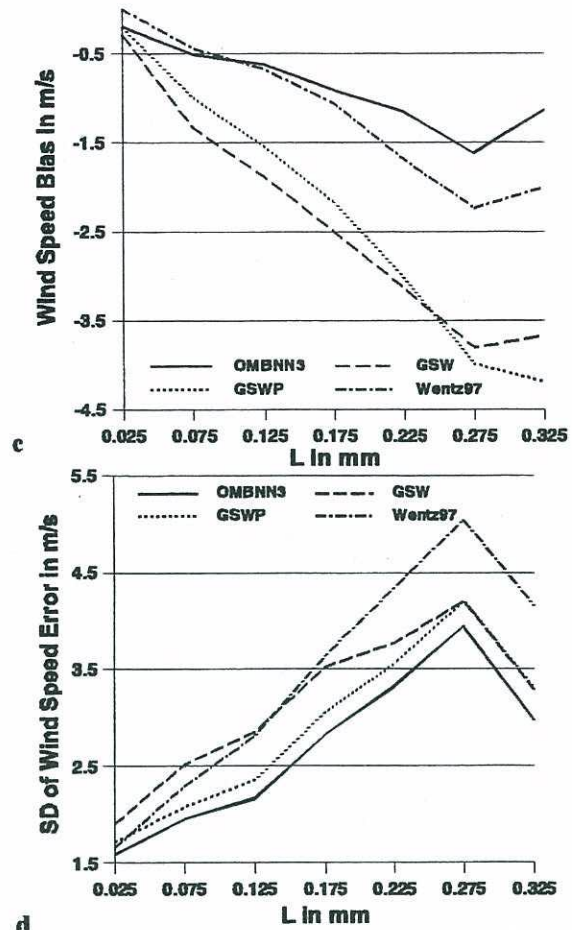 Wind Speed Bias in m/s
-0.5
-1.5
-2.5
-3.5
-4.5
OMBNN3 GSW
GSWP Wentz97
0.025 0.075 0.125 0.175 0.225 0.275 0.325
L in mm
c
SD of Wind Speed Error in m/s
5.5
4.5
3.5
2.5
1.5
OMBNN3 GSW
GSWP Wentz97
0.025 0.075 0.125 0.175 0.225 0.275 0.325
L in mm
d